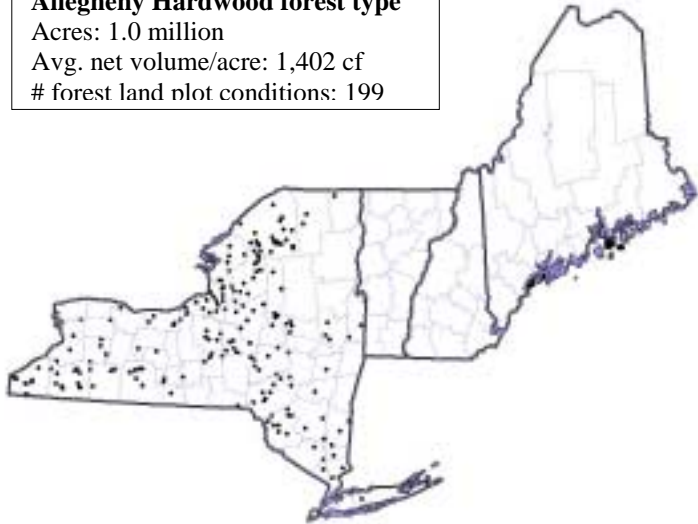 Allegheny Hardwood forest type
Acres: 1.0 million
Avg. net volume/acre: 1,402 cf
# forest land plot conditions: 199